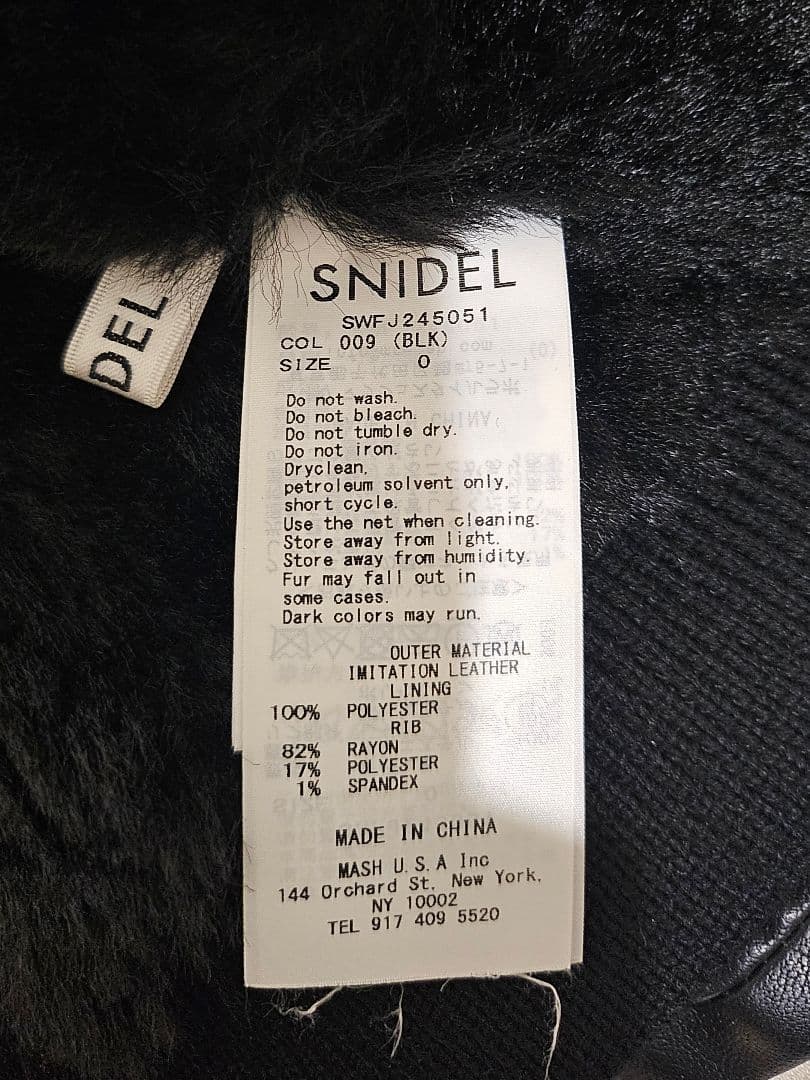 SNIDEL
SWFJ245051
COL 009 (BLK)
SIZE 0
Do not wash.
Do not bleach.
Do not tumble dry.
Do not iron.
Dryclean,
petroleum solvent only,
short cycle.
Use the net when cleaning.
Store away from light.
Store away from humidity.
Fur may fall out in
some cases.
Dark colors may run.
OUTER MATERIAL
IMITATION LEATHER
LINING
100% POLYESTER
RIB
82% RAYON
17% POLYESTER
1% SPANDEX
MADE IN CHINA
MASH U.S.A Inc
144 Orchard St, New York,
NY 10002
TEL 917 409 5520
DEL